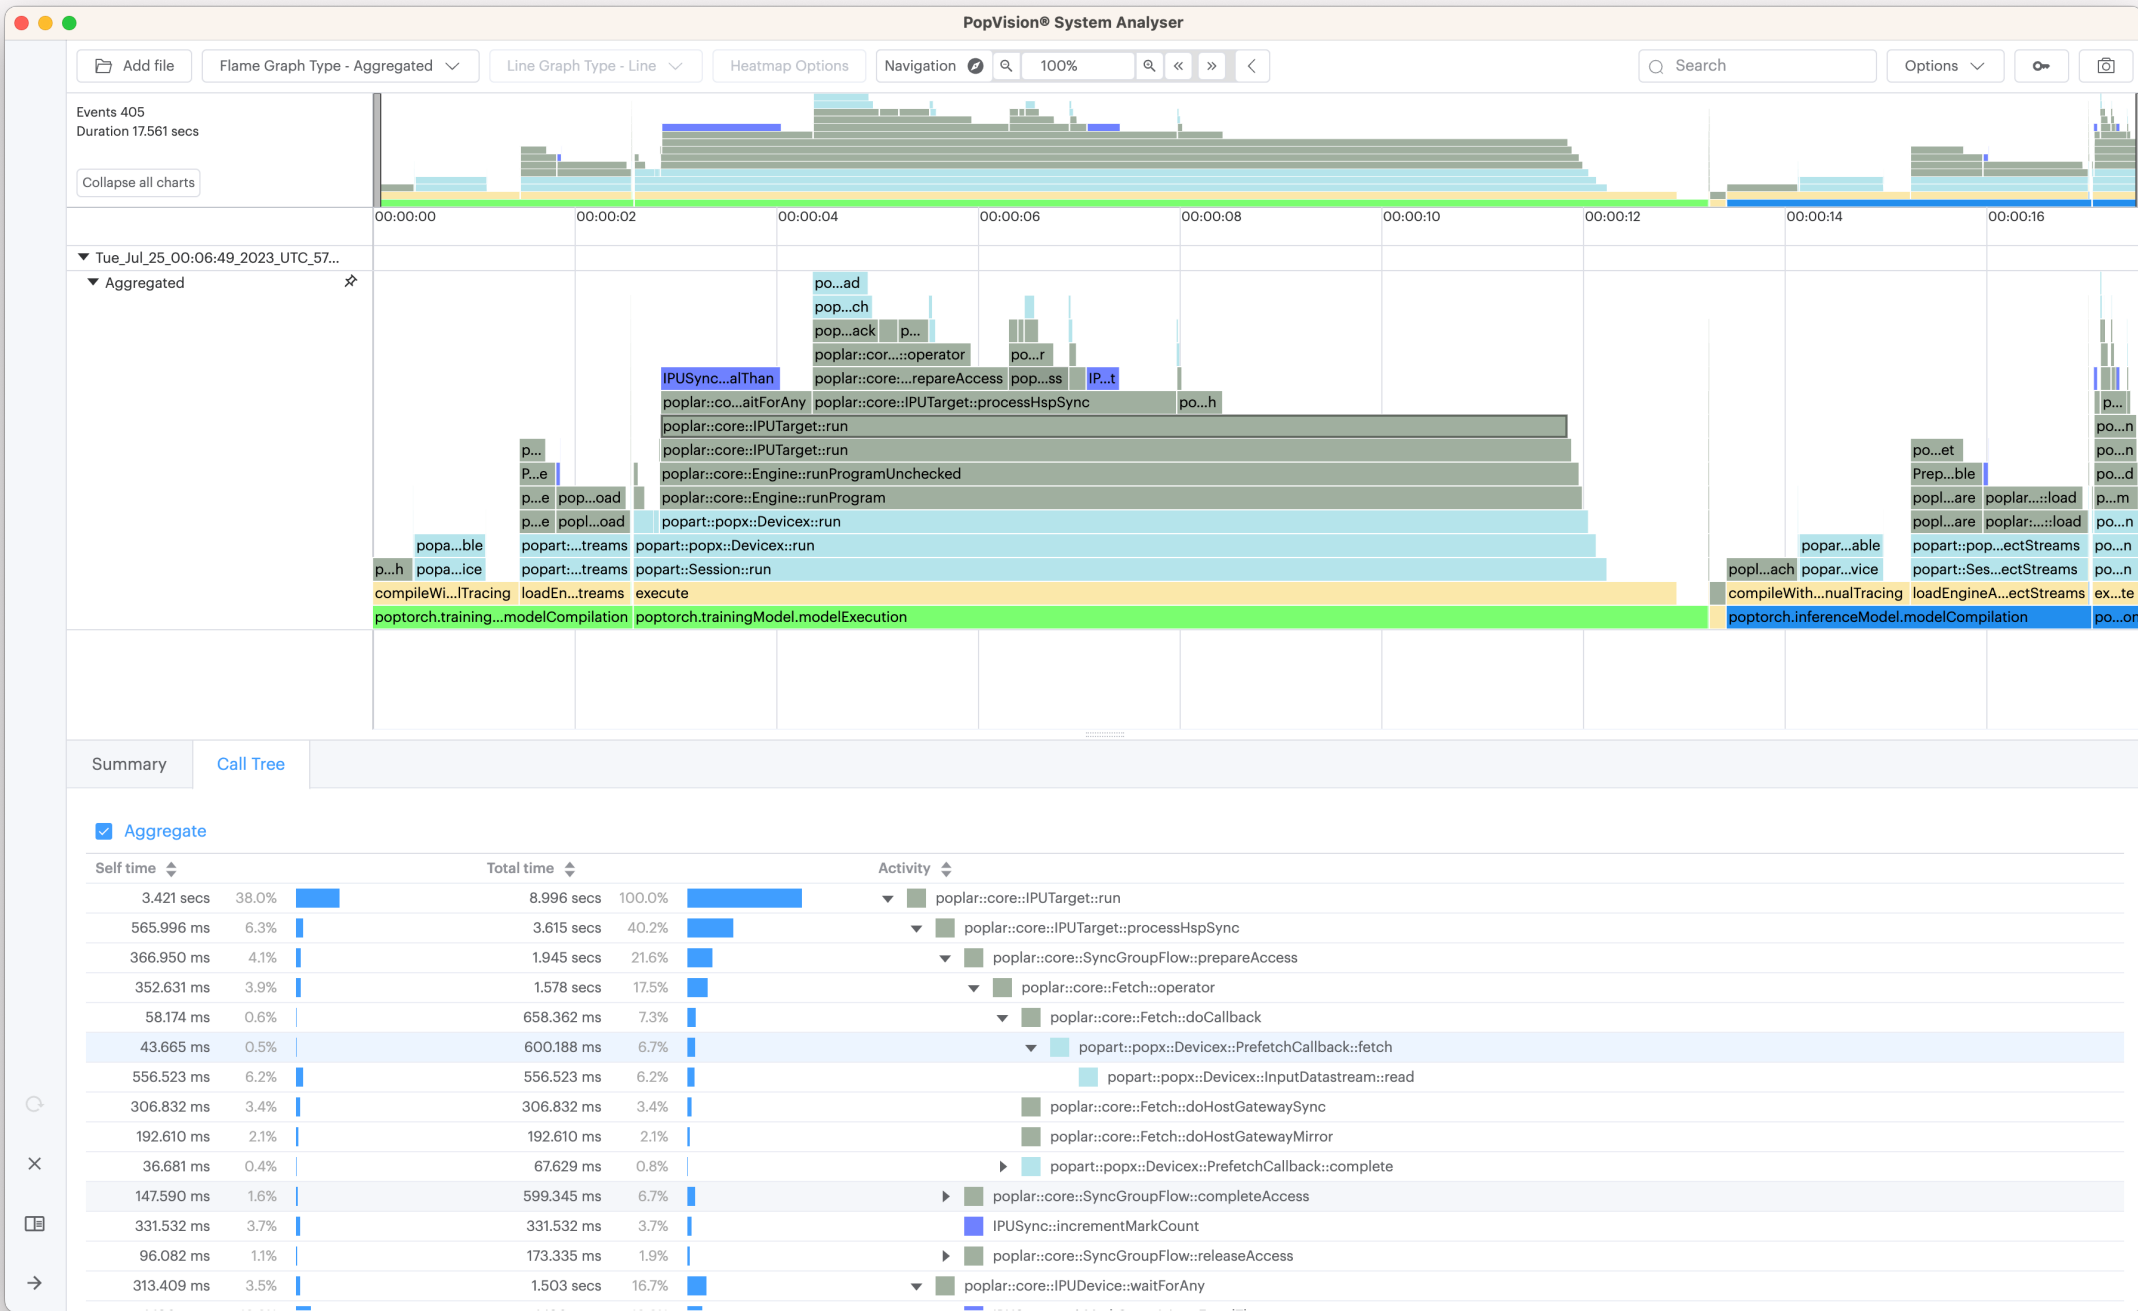 PopVision® System Analyser
Add file
Flame Graph Type - Aggregated
Line Graph Type - Line
Heatmap Options
Navigation
100%
«
»
Search
Options
Events 405
Duration 17.561 secs
Collapse all charts
00:00:00 00:00:02 00:00:04 00:00:06 00:00:08 00:00:10 00:00:12 00:00:14 00:00:16
Tue_Jul_25_00:06:49_2023_UTC_57...
Aggregated
po...ad
pop...ch
pop...ack p...
poplar::cor...::operator po...r
IPUSync...alThan poplar::core:...repareAccess pop...ss IP...t
poplar::co...aitForAny poplar::core::IPUTarget::processHspSync po...h p...
poplar::core::IPUTarget::run po...n
p... poplar::core::IPUTarget::run po...et po...n
P...e poplar::core::Engine::runProgramUnchecked Prep...ble po...d
p...e pop...oad poplar::core::Engine::runProgram popl...are poplar...::load p...m
p...e popl...oad popart::popx::Devicex::run popl...are poplar:...::load po...n
popa...ble popart:...treams popart::popx::Devicex::run popar...able popart::pop...ectStreams po...n
p...h popa...ice popart:...treams popart::Session::run popl...ach popar...vice popart::Ses...ectStreams po...n
compileWi...lTracing loadEn...treams execute compileWith...nualTracing loadEngineA...ectStreams ex...te
poptorch.training...modelCompilation poptorch.trainingModel.modelExecution poptorch.inferenceModel.modelCompilation po...on
Summary
Call Tree
Aggregate
Self time Total time Activity
3.421 secs 38.0% 8.996 secs 100.0% poplar::core::IPUTarget::run
565.996 ms 6.3% 3.615 secs 40.2% poplar::core::IPUTarget::processHspSync
366.950 ms 4.1% 1.945 secs 21.6% poplar::core::SyncGroupFlow::prepareAccess
352.631 ms 3.9% 1.578 secs 17.5% poplar::core::Fetch::operator
58.174 ms 0.6% 658.362 ms 7.3% poplar::core::Fetch::doCallback
43.665 ms 0.5% 600.188 ms 6.7% popart::popx::Devicex::PrefetchCallback::fetch
556.523 ms 6.2% 556.523 ms 6.2% popart::popx::Devicex::InputDatastream::read
306.832 ms 3.4% 306.832 ms 3.4% poplar::core::Fetch::doHostGatewaySync
192.610 ms 2.1% 192.610 ms 2.1% poplar::core::Fetch::doHostGatewayMirror
36.681 ms 0.4% 67.629 ms 0.8% popart::popx::Devicex::PrefetchCallback::complete
147.590 ms 1.6% 599.345 ms 6.7% poplar::core::SyncGroupFlow::completeAccess
331.532 ms 3.7% 331.532 ms 3.7% IPUSync::incrementMarkCount
96.082 ms 1.1% 173.335 ms 1.9% poplar::core::SyncGroupFlow::releaseAccess
313.409 ms 3.5% 1.503 secs 16.7% poplar::core::IPUDevice::waitForAny